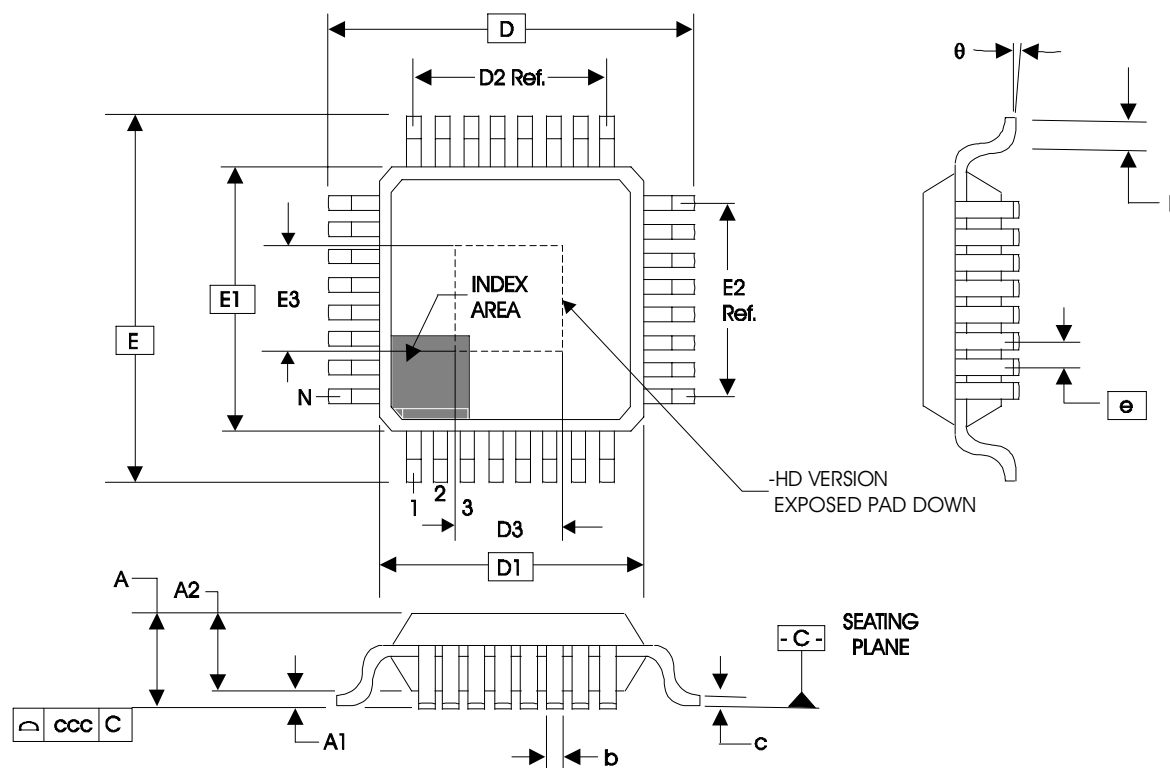 D
D2 Ref.
θ
E
E1
E3
INDEX
AREA
E2
Ref.
N
e
1
2
3
-HD VERSION
EXPOSED PAD DOWN
D3
D1
A
A2
- C -
SEATING
PLANE
ccc C
A1
b
c